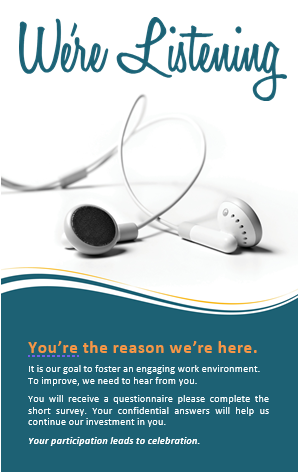 We're Listening
You're the reason we're here.
It is our goal to foster an engaging work environment.
To improve, we need to hear from you.
You will receive a questionnaire please complete the
short survey. Your confidential answers will help us
continue our investment in you.
Your participation leads to celebration.